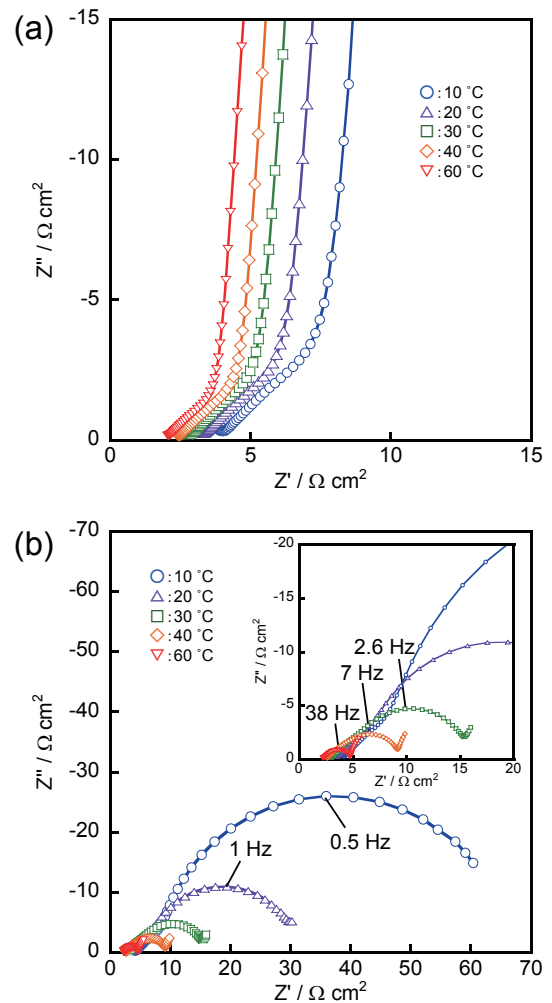 (a)
-15
-10
-5
0
Z'' / Ω cm²
○ : 10 °C
△ : 20 °C
□ : 30 °C
◇ : 40 °C
▽ : 60 °C
0 5 10 15
Z' / Ω cm²
(b)
-70
-60
-50
-40
-30
-20
-10
0
Z'' / Ω cm²
○ : 10 °C
△ : 20 °C
□ : 30 °C
◇ : 40 °C
▽ : 60 °C
-20
-15
-10
-5
0
Z'' / Ω cm²
2.6 Hz
7 Hz
38 Hz
0 5 10 15 20
Z' / Ω cm²
1 Hz
0.5 Hz
0 10 20 30 40 50 60 70
Z' / Ω cm²